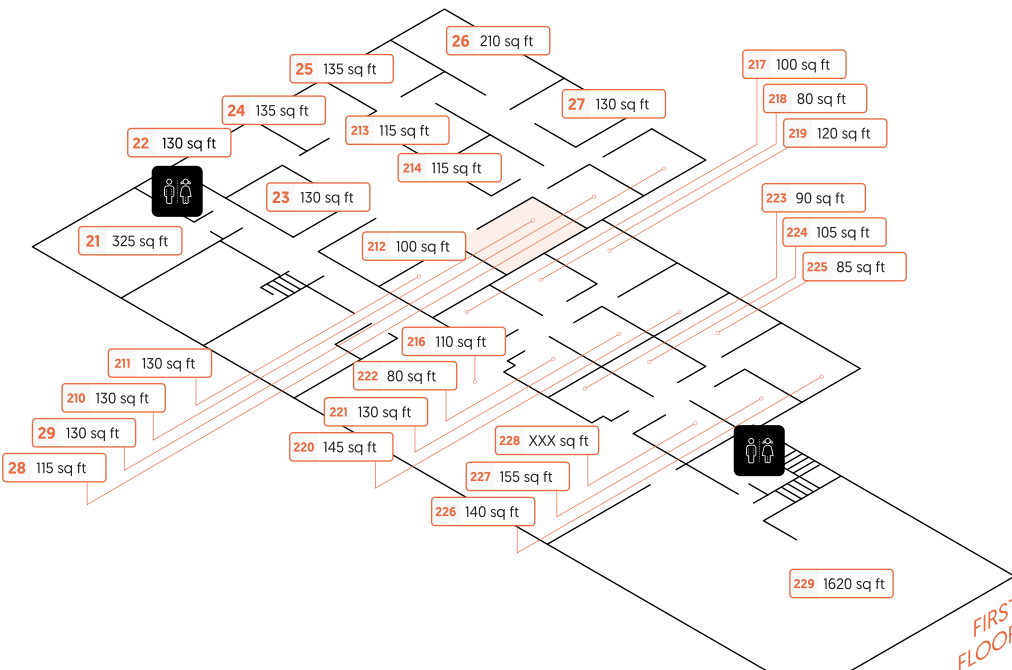 26 210 sq ft
25 135 sq ft
217 100 sq ft
218 80 sq ft
27 130 sq ft
24 135 sq ft
213 115 sq ft
219 120 sq ft
22 130 sq ft
214 115 sq ft
23 130 sq ft
223 90 sq ft
224 105 sq ft
21 325 sq ft
212 100 sq ft
225 85 sq ft
216 110 sq ft
211 130 sq ft
222 80 sq ft
210 130 sq ft
221 130 sq ft
29 130 sq ft
220 145 sq ft
228 XXX sq ft
28 115 sq ft
227 155 sq ft
226 140 sq ft
229 1620 sq ft
FIRST
FLOOR